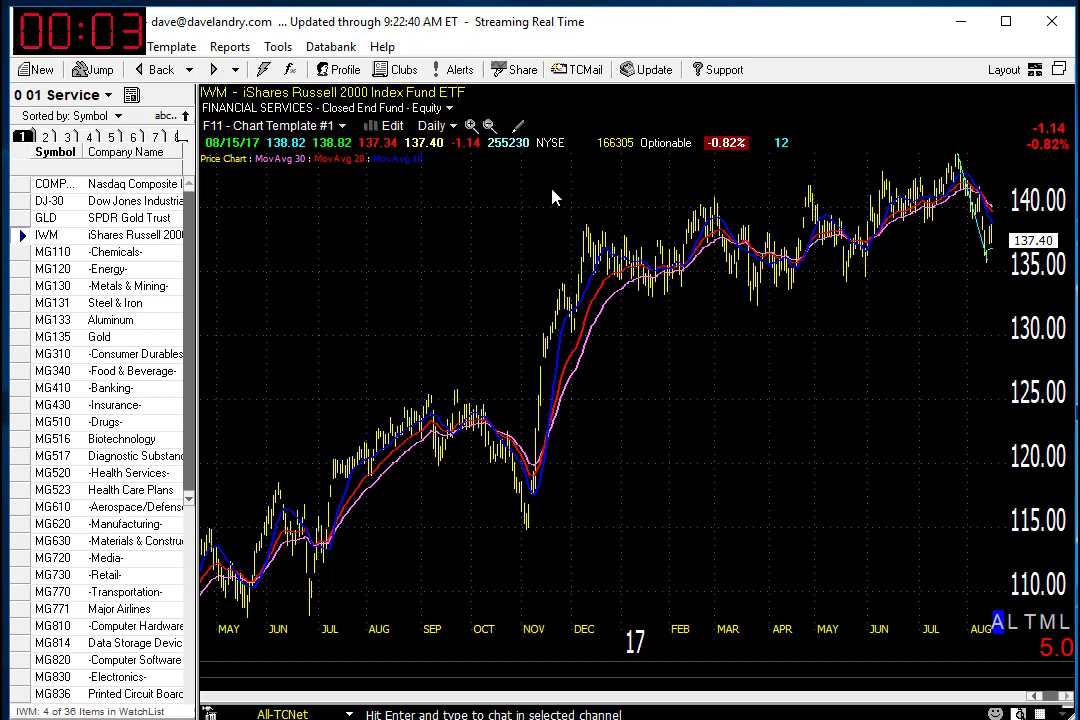 00:03
dave@davelandry.com ... Updated through 9:22:40 AM ET - Streaming Real Time
Template Reports Tools Databank Help
New Jump Back Profile Clubs Alerts Share TCMail Update Support Layout
0 01 Service
Sorted by: Symbol abc..
1 2 3 4 5 6 7
Symbol Company Name
COMP... Nasdaq Composite I
DJ-30 Dow Jones Industria
GLD SPDR Gold Trust
IWM iShares Russell 200
MG110 -Chemicals-
MG120 -Energy-
MG130 -Metals & Mining-
MG131 Steel & Iron
MG133 Aluminum
MG135 Gold
MG310 -Consumer Durables
MG340 -Food & Beverage-
MG410 -Banking-
MG430 -Insurance-
MG510 -Drugs-
MG516 Biotechnology
MG517 Diagnostic Substanc
MG520 -Health Services-
MG523 Health Care Plans
MG610 -Aerospace/Defens
MG620 -Manufacturing-
MG630 -Materials & Constru
MG720 -Media-
MG730 -Retail-
MG770 -Transportation-
MG771 Major Airlines
MG810 -Computer Hardware
MG814 Data Storage Devic
MG820 -Computer Software
MG830 -Electronics-
MG836 Printed Circuit Board
IWM: 4 of 36 Items in WatchList
IWM - iShares Russell 2000 Index Fund ETF
FINANCIAL SERVICES - Closed End Fund - Equity
F11 - Chart Template #1 Edit Daily
08/15/17 138.82 138.82 137.34 137.40 -1.14 255230 NYSE 166305 Optionable -0.82% 12
Price Chart : MovAvg 30 : MovAvg 20 : MovAvg 10
-1.14
-0.82%
140.00
137.40
135.00
130.00
125.00
120.00
115.00
110.00
MAY JUN JUL AUG SEP OCT NOV DEC 17 FEB MAR APR MAY JUN JUL AUG
A L T M L
5.0
All-TCNet Hit Enter and type to chat in selected channel